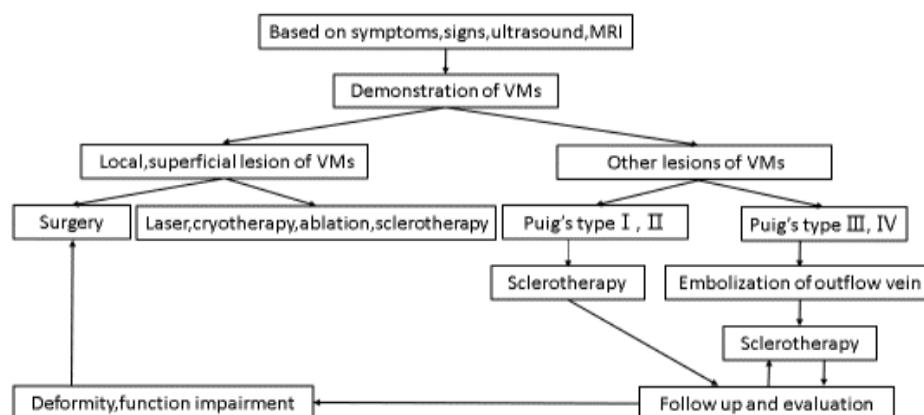 Based on symptoms,signs,ultrasound,MRI
Demonstration of VMs
Local,superficial lesion of VMs
Other lesions of VMs
Surgery
Laser,cryotherapy,ablation,sclerotherapy
Puig's type Ⅰ, Ⅱ
Puig's type Ⅲ, Ⅳ
Sclerotherapy
Embolization of outflow vein
Sclerotherapy
Deformity,function impairment
Follow up and evaluation